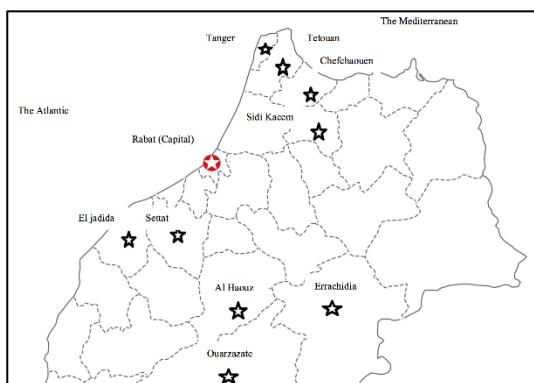 The Mediterranean
Tanger
Tetouan
Chefchaouen
The Atlantic
Sidi Kacem
Rabat (Capital)
El jadida
Settat
Al Haouz
Errachidia
Ouarzazate